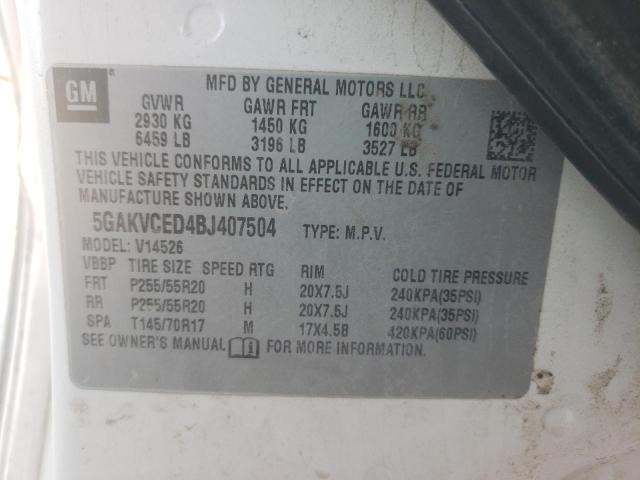 GM
MFD BY GENERAL MOTORS LLC
GVWR GAWR FRT GAWR RR
2930 KG 1450 KG 1600 KG
6459 LB 3196 LB 3527 LB
THIS VEHICLE CONFORMS TO ALL APPLICABLE U.S. FEDERAL MOTOR
VEHICLE SAFETY STANDARDS IN EFFECT ON THE DATE OF
MANUFACTURE SHOWN ABOVE.
5GAKVCED4BJ407504 TYPE: M.P.V.
MODEL: V14526
VBBP TIRE SIZE SPEED RTG RIM COLD TIRE PRESSURE
FRT P255/55R20 H 20X7.5J 240KPA(35PSI)
RR P255/55R20 H 20X7.5J 240KPA(35PSI)
SPA T145/70R17 M 17X4.5B 420KPA(60PSI)
SEE OWNER'S MANUAL FOR MORE INFORMATION.